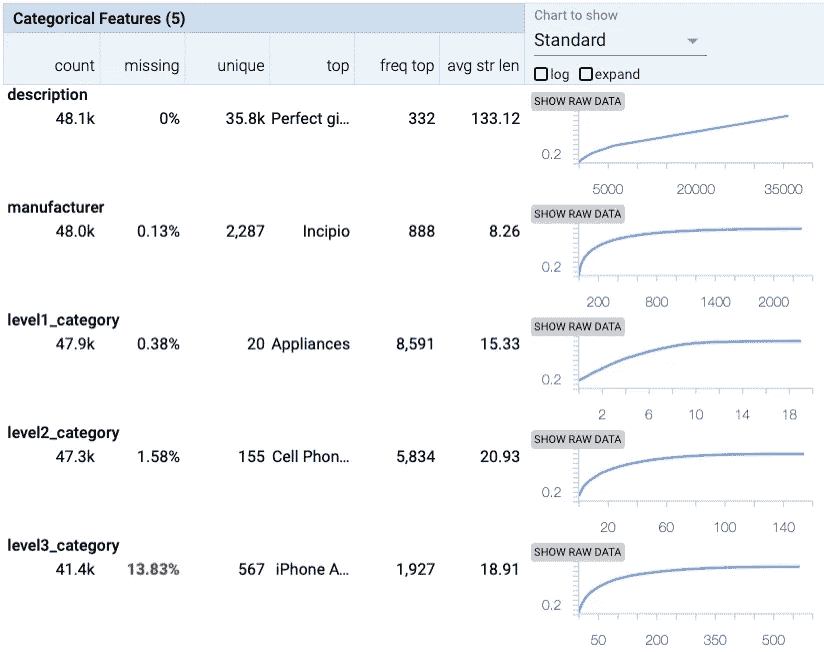 Categorical Features (5)
Chart to show
Standard
log expand
count missing unique top freq top avg str len
description
48.1k 0% 35.8k Perfect gi... 332 133.12
SHOW RAW DATA
0.2
5000 20000 35000
manufacturer
48.0k 0.13% 2,287 Incipio 888 8.26
SHOW RAW DATA
0.2
200 800 1400 2000
level1_category
47.9k 0.38% 20 Appliances 8,591 15.33
SHOW RAW DATA
0.2
2 6 10 14 18
level2_category
47.3k 1.58% 155 Cell Phon... 5,834 20.93
SHOW RAW DATA
0.2
20 60 100 140
level3_category
41.4k 13.83% 567 iPhone A... 1,927 18.91
SHOW RAW DATA
0.2
50 200 350 500